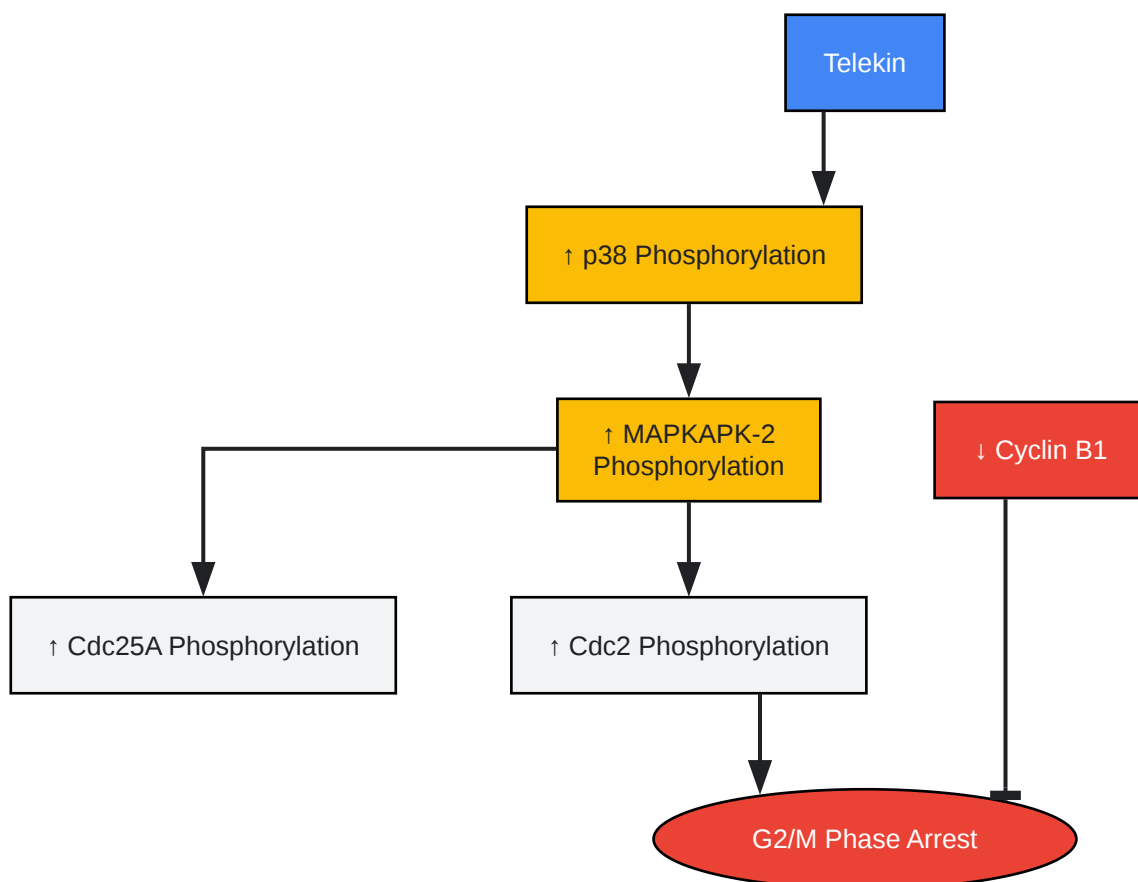 Telekin
↑ p38 Phosphorylation
↑ MAPKAPK-2
Phosphorylation
↓ Cyclin B1
↑ Cdc25A Phosphorylation
↑ Cdc2 Phosphorylation
G2/M Phase Arrest